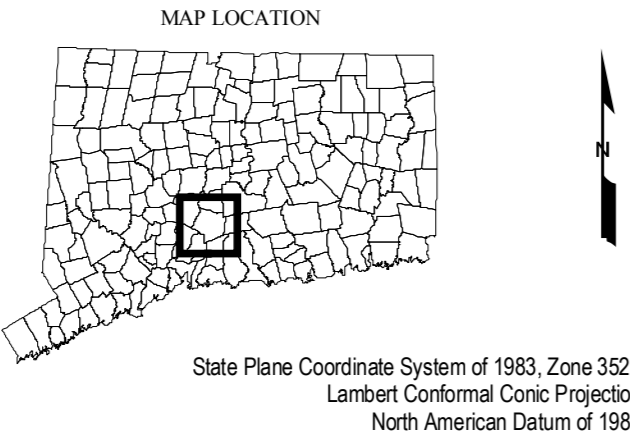 MAP LOCATION
N
State Plane Coordinate System of 1983, Zone 352
Lambert Conformal Conic Projectio
North American Datum of 198